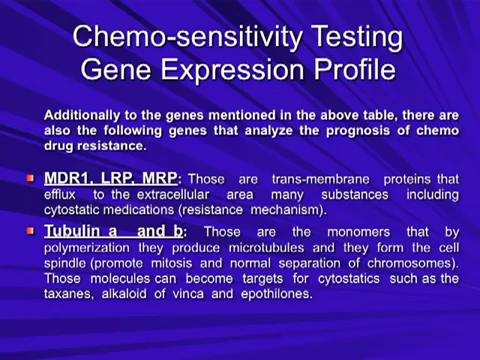 Chemo-sensitivity Testing
Gene Expression Profile
Additionally to the genes mentioned in the above table, there are
also the following genes that analyze the prognosis of chemo
drug resistance.
MDR1, LRP, MRP: Those are trans-membrane proteins that
efflux to the extracellular area many substances including
cytostatic medications (resistance mechanism).
Tubulin a and b: Those are the monomers that by
polymerization they produce microtubules and they form the cell
spindle (promote mitosis and normal separation of chromosomes).
Those molecules can become targets for cytostatics such as the
taxanes, alkaloid of vinca and epothilones.